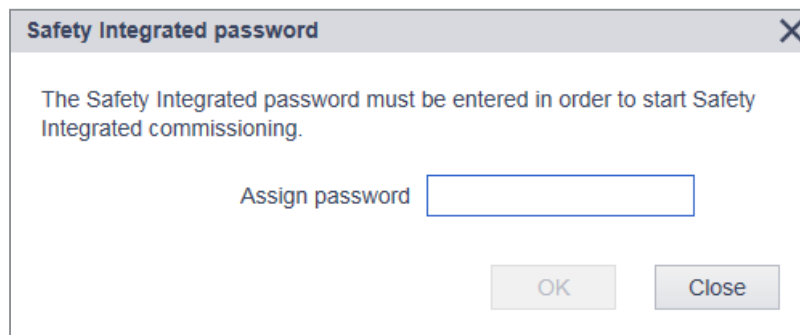 Safety Integrated password
The Safety Integrated password must be entered in order to start Safety
Integrated commissioning.
Assign password
OK
Close